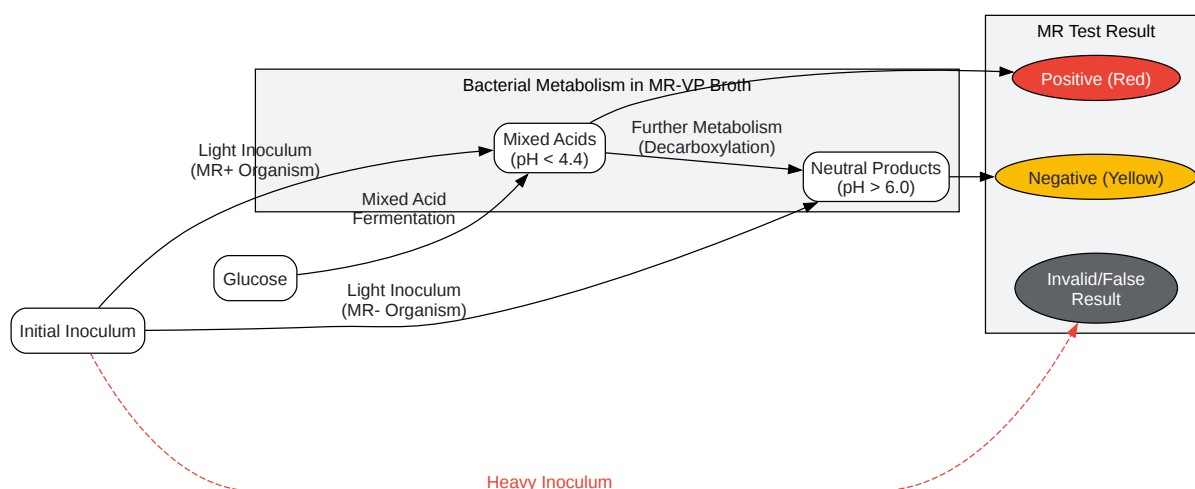 MR Test Result
Positive (Red)
Bacterial Metabolism in MR-VP Broth
Mixed Acids
(pH < 4.4)
Further Metabolism
(Decarboxylation)
Light Inoculum
(MR+ Organism)
Neutral Products
(pH > 6.0)
Negative (Yellow)
Mixed Acid
Fermentation
Glucose
Light Inoculum
(MR- Organism)
Invalid/False
Result
Initial Inoculum
Heavy Inoculum